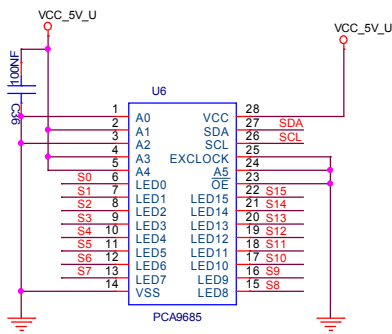 VCC_5V_U
VCC_5V_U
100NF
C36
U6
1 A0 VCC 28
2 A1 SDA 27 SDA
3 A2 SCL 26 SCL
4 A3 EXCLOCK 25
5 A4 A5 24
S0 6 LED0 OE 23
S1 7 LED1 LED15 22 S15
S2 8 LED2 LED14 21 S14
S3 9 LED3 LED13 20 S13
S4 10 LED4 LED12 19 S12
S5 11 LED5 LED11 18 S11
S6 12 LED6 LED10 17 S10
S7 13 LED7 LED9 16 S9
14 VSS LED8 15 S8
PCA9685